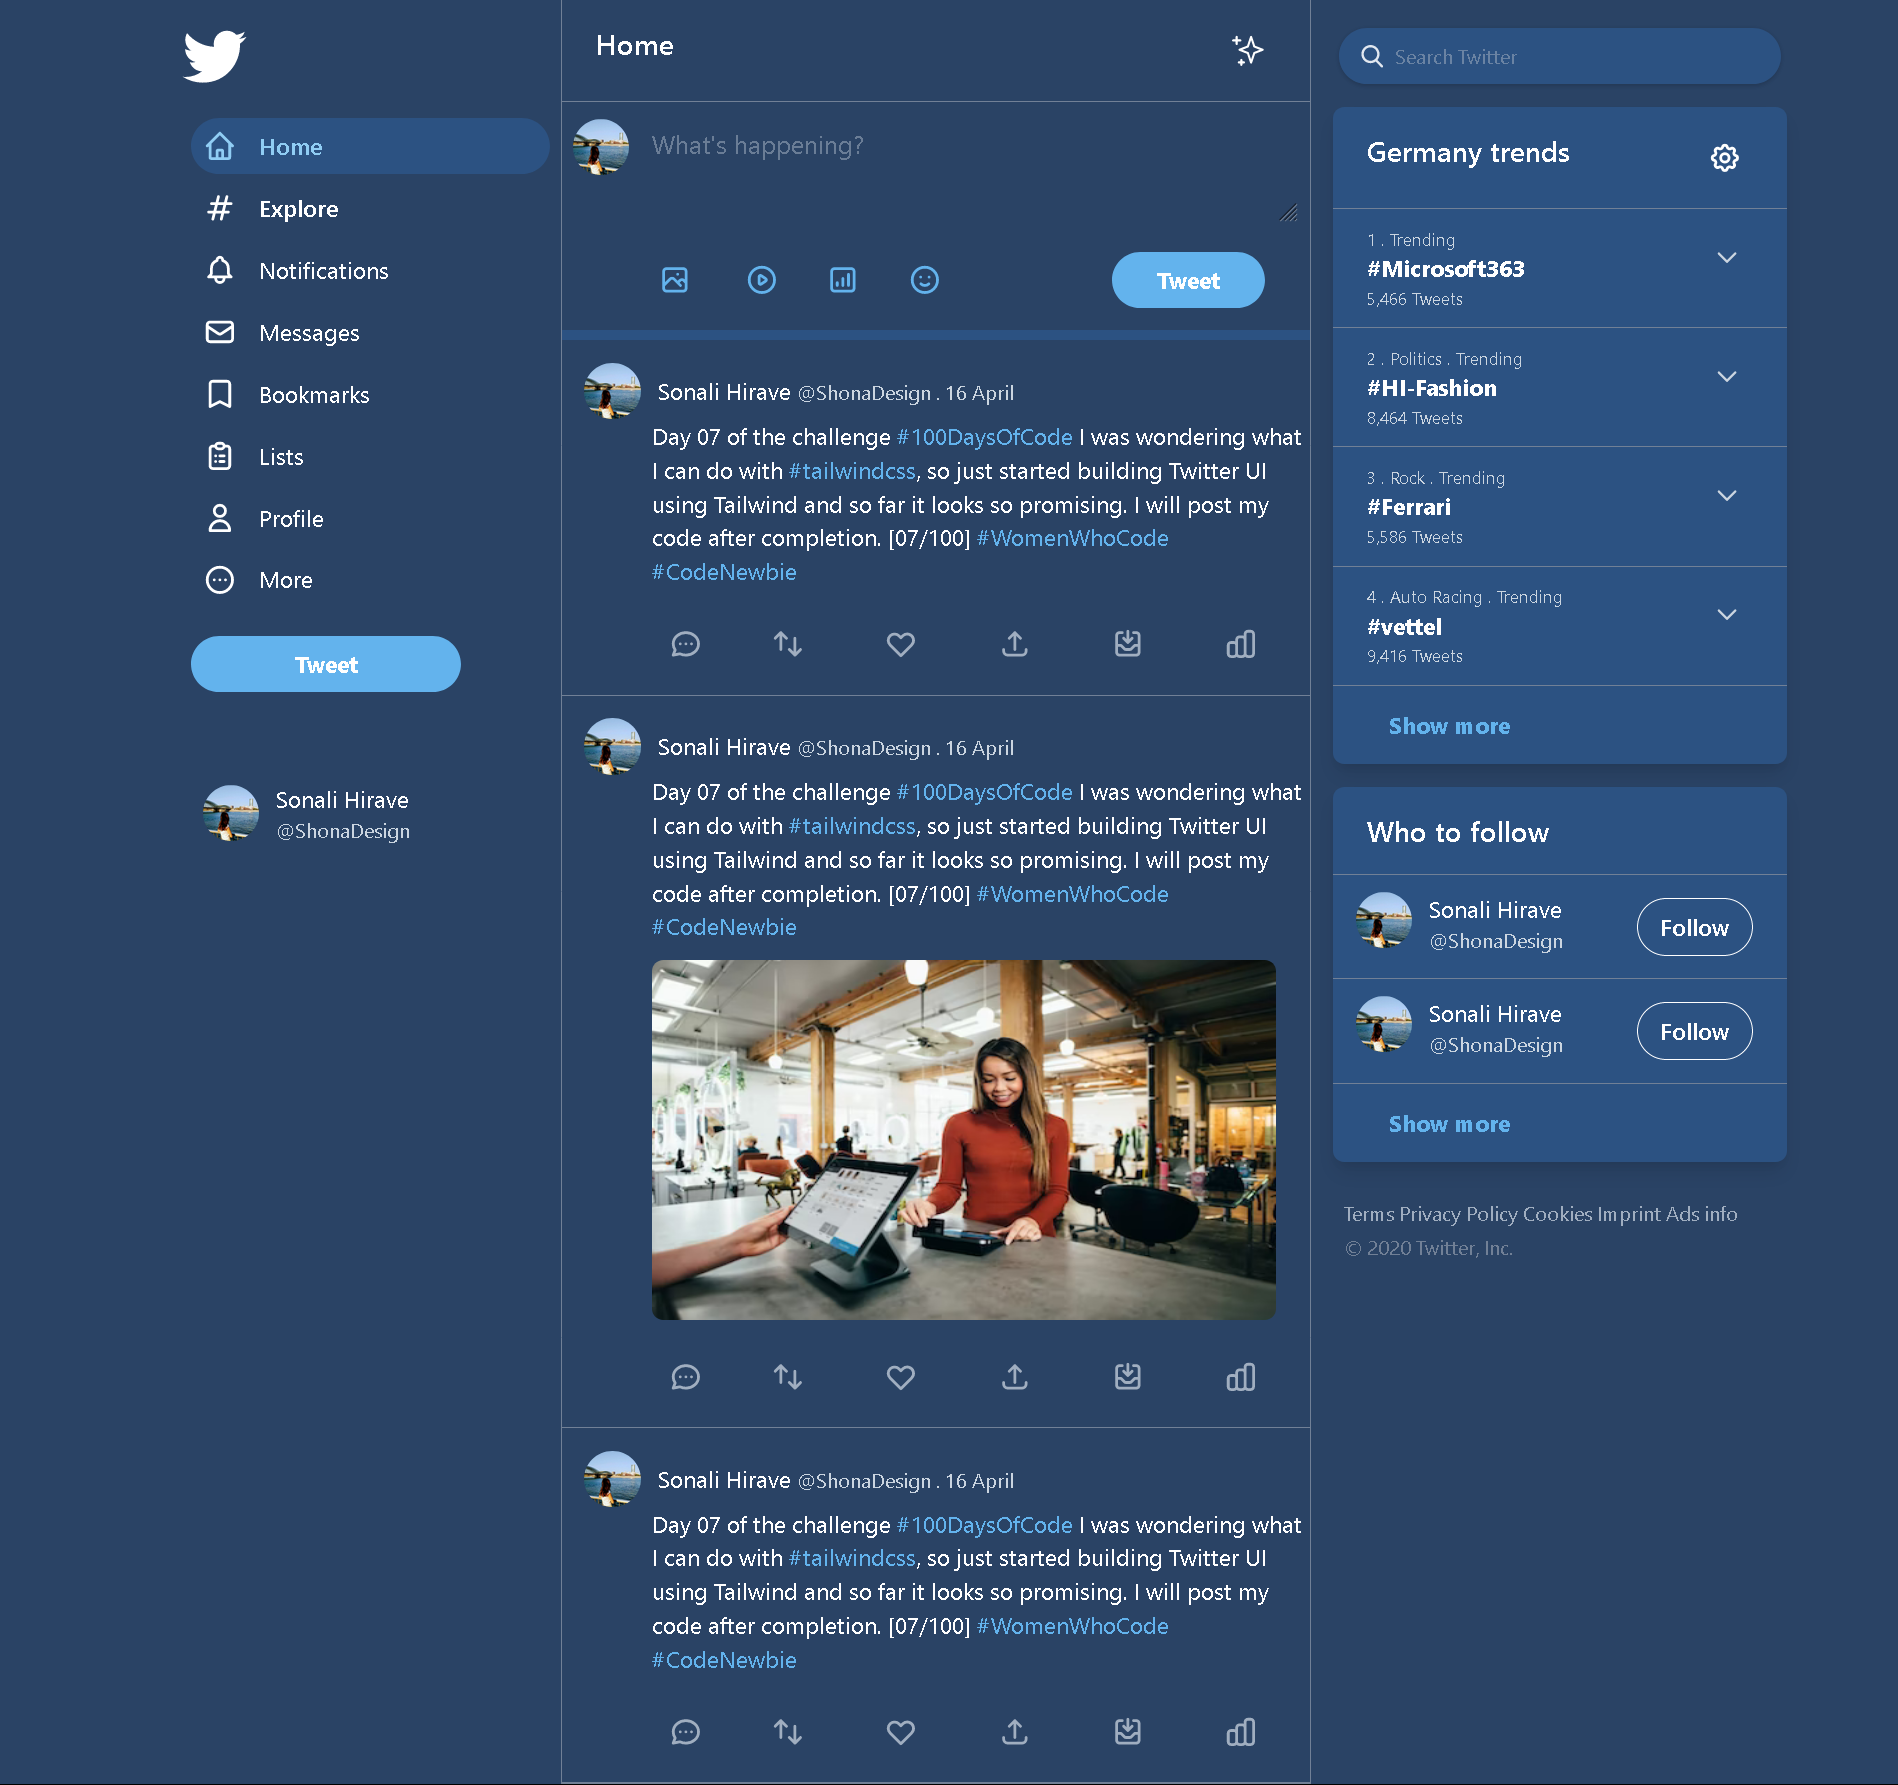 Home
Explore
Notifications
Messages
Bookmarks
Lists
Profile
More
Tweet
Sonali Hirave
@ShonaDesign
Home
What's happening?
Tweet
Sonali Hirave @ShonaDesign . 16 April
Day 07 of the challenge #100DaysOfCode I was wondering what
I can do with #tailwindcss, so just started building Twitter UI
using Tailwind and so far it looks so promising. I will post my
code after completion. [07/100] #WomenWhoCode
#CodeNewbie
Sonali Hirave @ShonaDesign . 16 April
Day 07 of the challenge #100DaysOfCode I was wondering what
I can do with #tailwindcss, so just started building Twitter UI
using Tailwind and so far it looks so promising. I will post my
code after completion. [07/100] #WomenWhoCode
#CodeNewbie
Sonali Hirave @ShonaDesign . 16 April
Day 07 of the challenge #100DaysOfCode I was wondering what
I can do with #tailwindcss, so just started building Twitter UI
using Tailwind and so far it looks so promising. I will post my
code after completion. [07/100] #WomenWhoCode
#CodeNewbie
Search Twitter
Germany trends
1 . Trending
#Microsoft363
5,466 Tweets
2 . Politics . Trending
#HI-Fashion
8,464 Tweets
3 . Rock . Trending
#Ferrari
5,586 Tweets
4 . Auto Racing . Trending
#vettel
9,416 Tweets
Show more
Who to follow
Sonali Hirave
@ShonaDesign
Follow
Sonali Hirave
@ShonaDesign
Follow
Show more
Terms Privacy Policy Cookies Imprint Ads info
© 2020 Twitter, Inc.